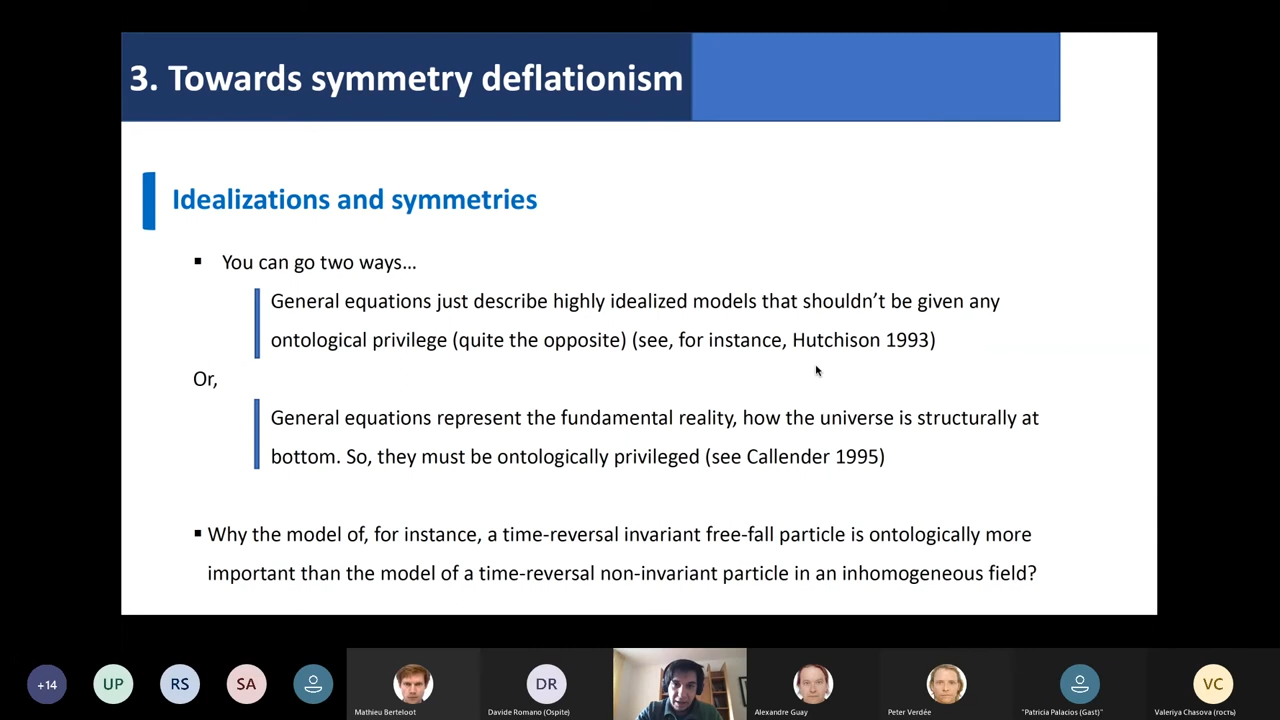 3. Towards symmetry deflationism
Idealizations and symmetries
▪ You can go two ways…
General equations just describe highly idealized models that shouldn’t be given any
ontological privilege (quite the opposite) (see, for instance, Hutchison 1993)
Or,
General equations represent the fundamental reality, how the universe is structurally at
bottom. So, they must be ontologically privileged (see Callender 1995)
▪ Why the model of, for instance, a time-reversal invariant free-fall particle is ontologically more
important than the model of a time-reversal non-invariant particle in an inhomogeneous field?
+14
UP
RS
SA
Mathieu Berteloot
DR
Davide Romano (Ospite)
Alexandre Guay
Peter Verdée
"Patricia Palacios (Gast)"
VC
Valeriya Chasova (гость)